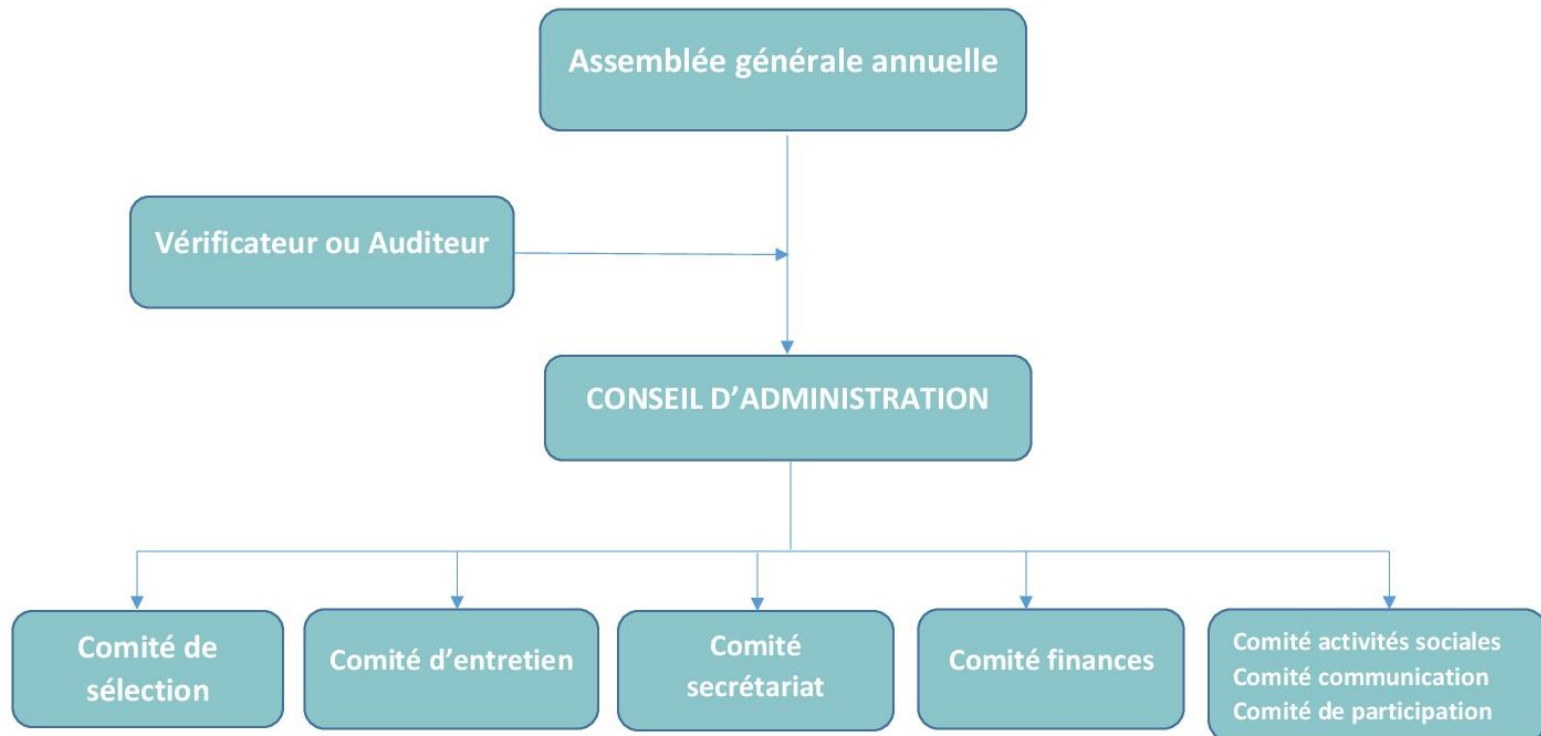 Assemblée générale annuelle
Vérificateur ou Auditeur
CONSEIL D’ADMINISTRATION
Comité de
sélection
Comité d’entretien
Comité
secrétariat
Comité finances
Comité activités sociales
Comité communication
Comité de participation